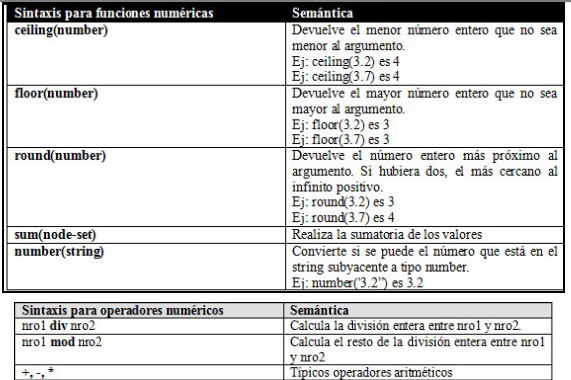 Sintaxis para funciones numéricas Semántica
ceiling(number) Devuelve el menor número entero que no sea
menor al argumento.
Ej: ceiling(3.2) es 4
Ej: ceiling(3.7) es 4
floor(number) Devuelve el mayor número entero que no sea
mayor al argumento.
Ej: floor(3.2) es 3
Ej: floor(3.7) es 3
round(number) Devuelve el número entero más próximo al
argumento. Si hubiera dos, el más cercano al
infinito positivo.
Ej: round(3.2) es 3
Ej: round(3.7) es 4
sum(node-set) Realiza la sumatoria de los valores
number(string) Convierte si se puede el número que está en el
string subyacente a tipo number.
Ej: number('3.2") es 3.2
Sintaxis para operadores numéricos Semántica
nro1 div nro2 Calcula la división entera entre nro1 y nro2.
nro1 mod nro2 Calcula el resto de la división entera entre nro1
y nro2
+, -, * Típicos operadores aritméticos